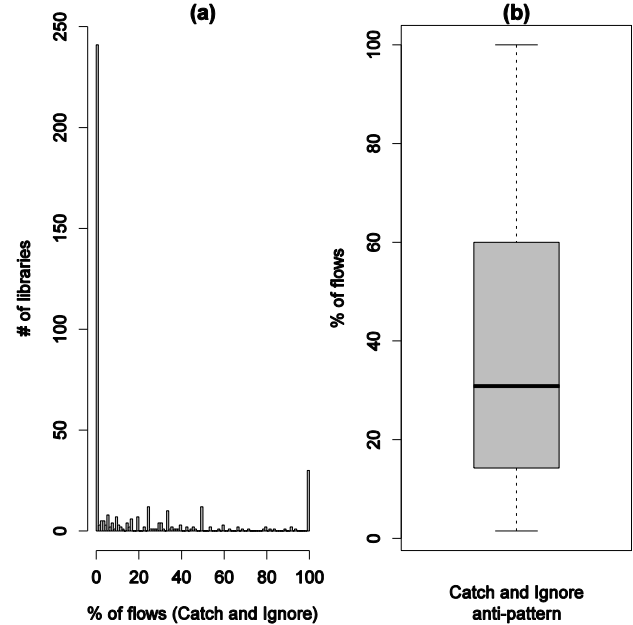 (a)
250
200
150
100
50
0
# of libraries
0 20 40 60 80 100
% of flows (Catch and Ignore)
(b)
100
80
60
40
20
0
% of flows
Catch and Ignore
anti-pattern